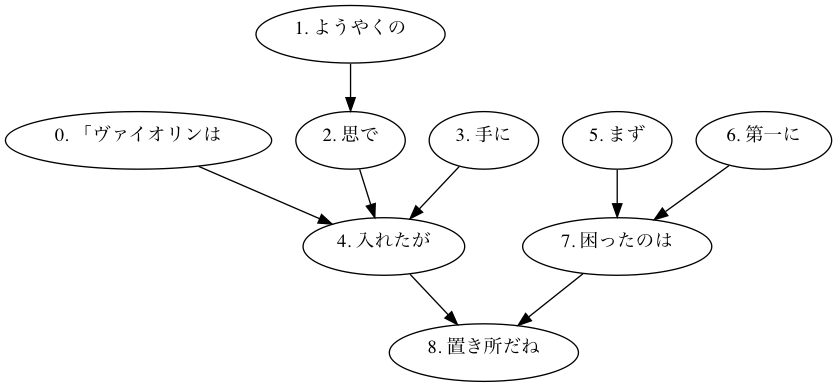 1. ようやくの
0. 「ヴァイオリンは
2. 思で
3. 手に
5. まず
6. 第一に
4. 入れたが
7. 困ったのは
8. 置き所だね